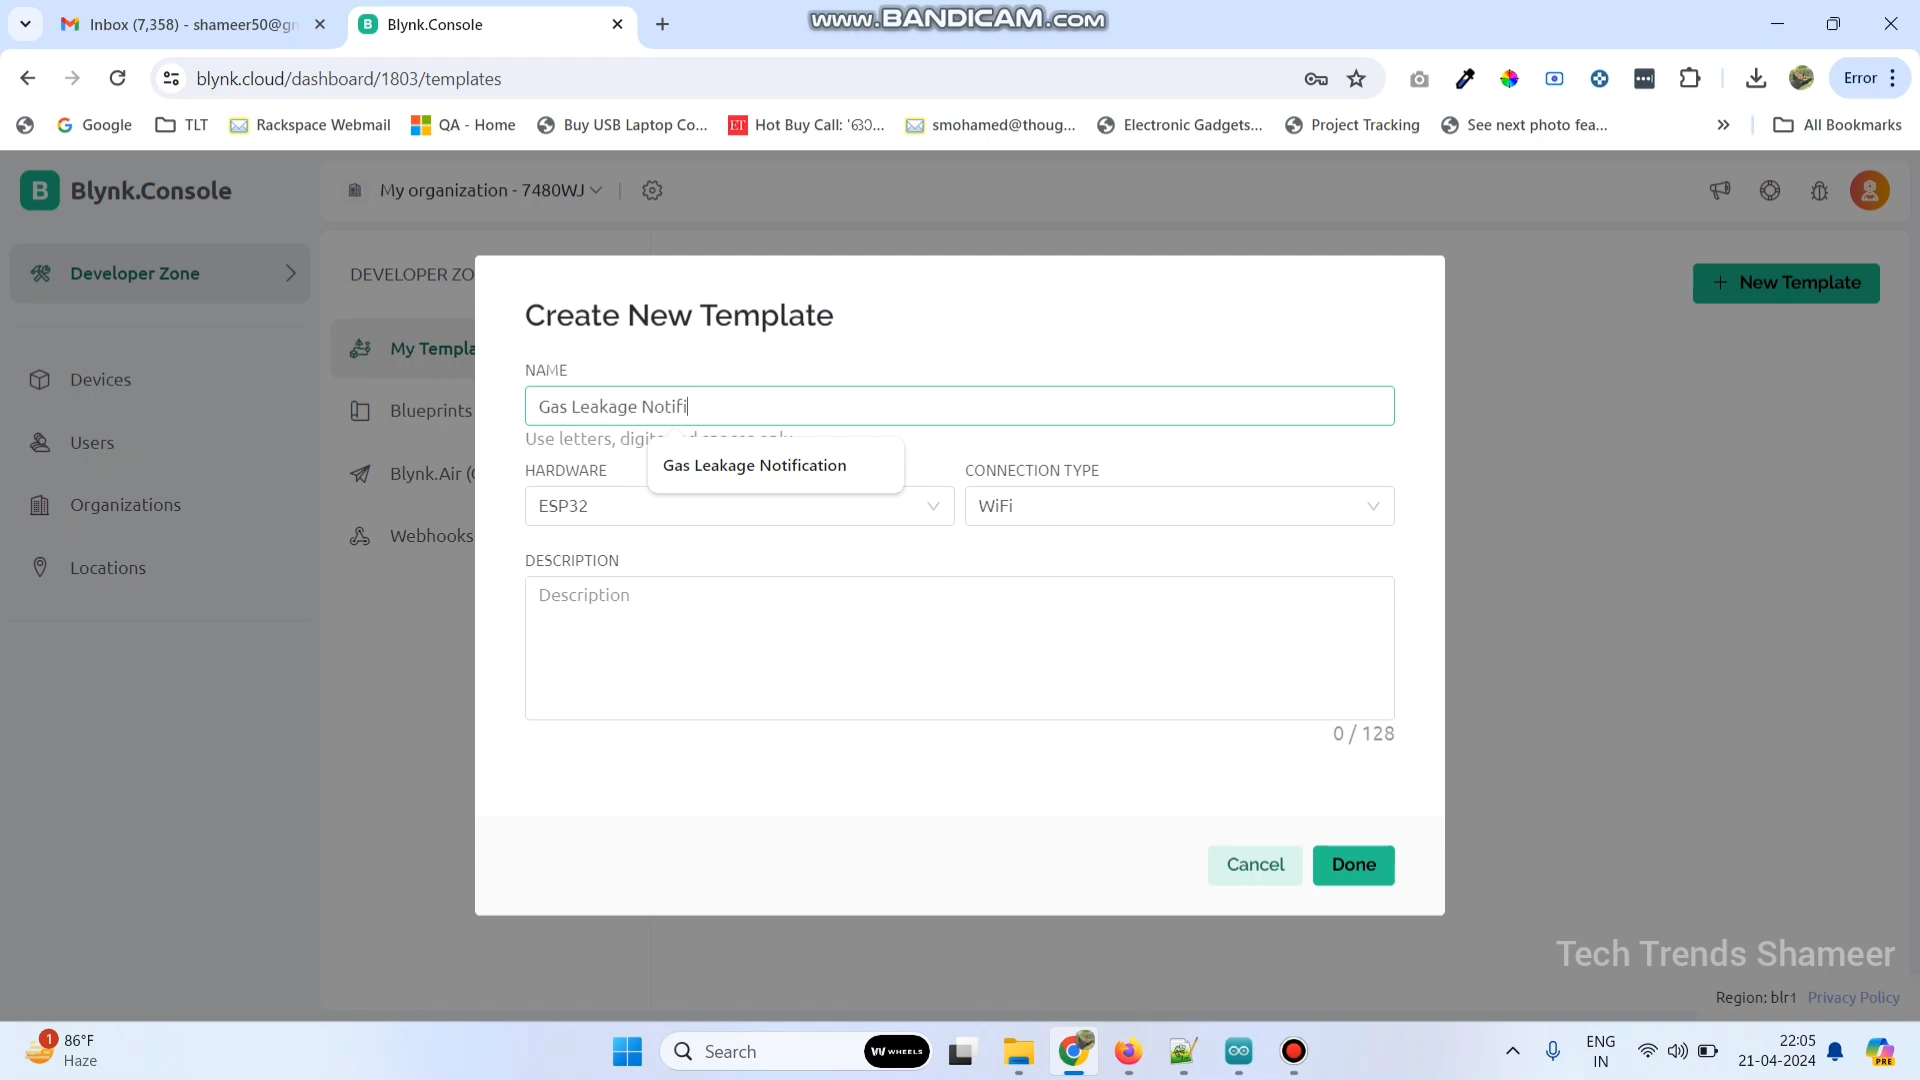 Inbox (7,358) - shameer50@gm
Blynk.Console
www.BANDICAM.com
blynk.cloud/dashboard/1803/templates
Error
Google
TLT
Rackspace Webmail
QA - Home
Buy USB Laptop Co...
ET
Hot Buy Call: 'ഓ...
smohamed@thoug...
Electronic Gadgets...
Project Tracking
See next photo fea...
All Bookmarks
B
Blynk.Console
My organization - 7480WJ
Developer Zone
DEVELOPER ZO
New Template
Create New Template
My Templa
NAME
Devices
Gas Leakage Notifi
Blueprints
Use letters, digit
Users
Gas Leakage Notification
HARDWARE
CONNECTION TYPE
Blynk.Air (
ESP32
WiFi
Organizations
Webhooks
DESCRIPTION
Locations
Description
0 / 128
Cancel
Done
Tech Trends Shameer
Region: blr1 Privacy Policy
1
86°F
Haze
Search
WHEELS
ENG
IN
22:05
21-04-2024
PRE